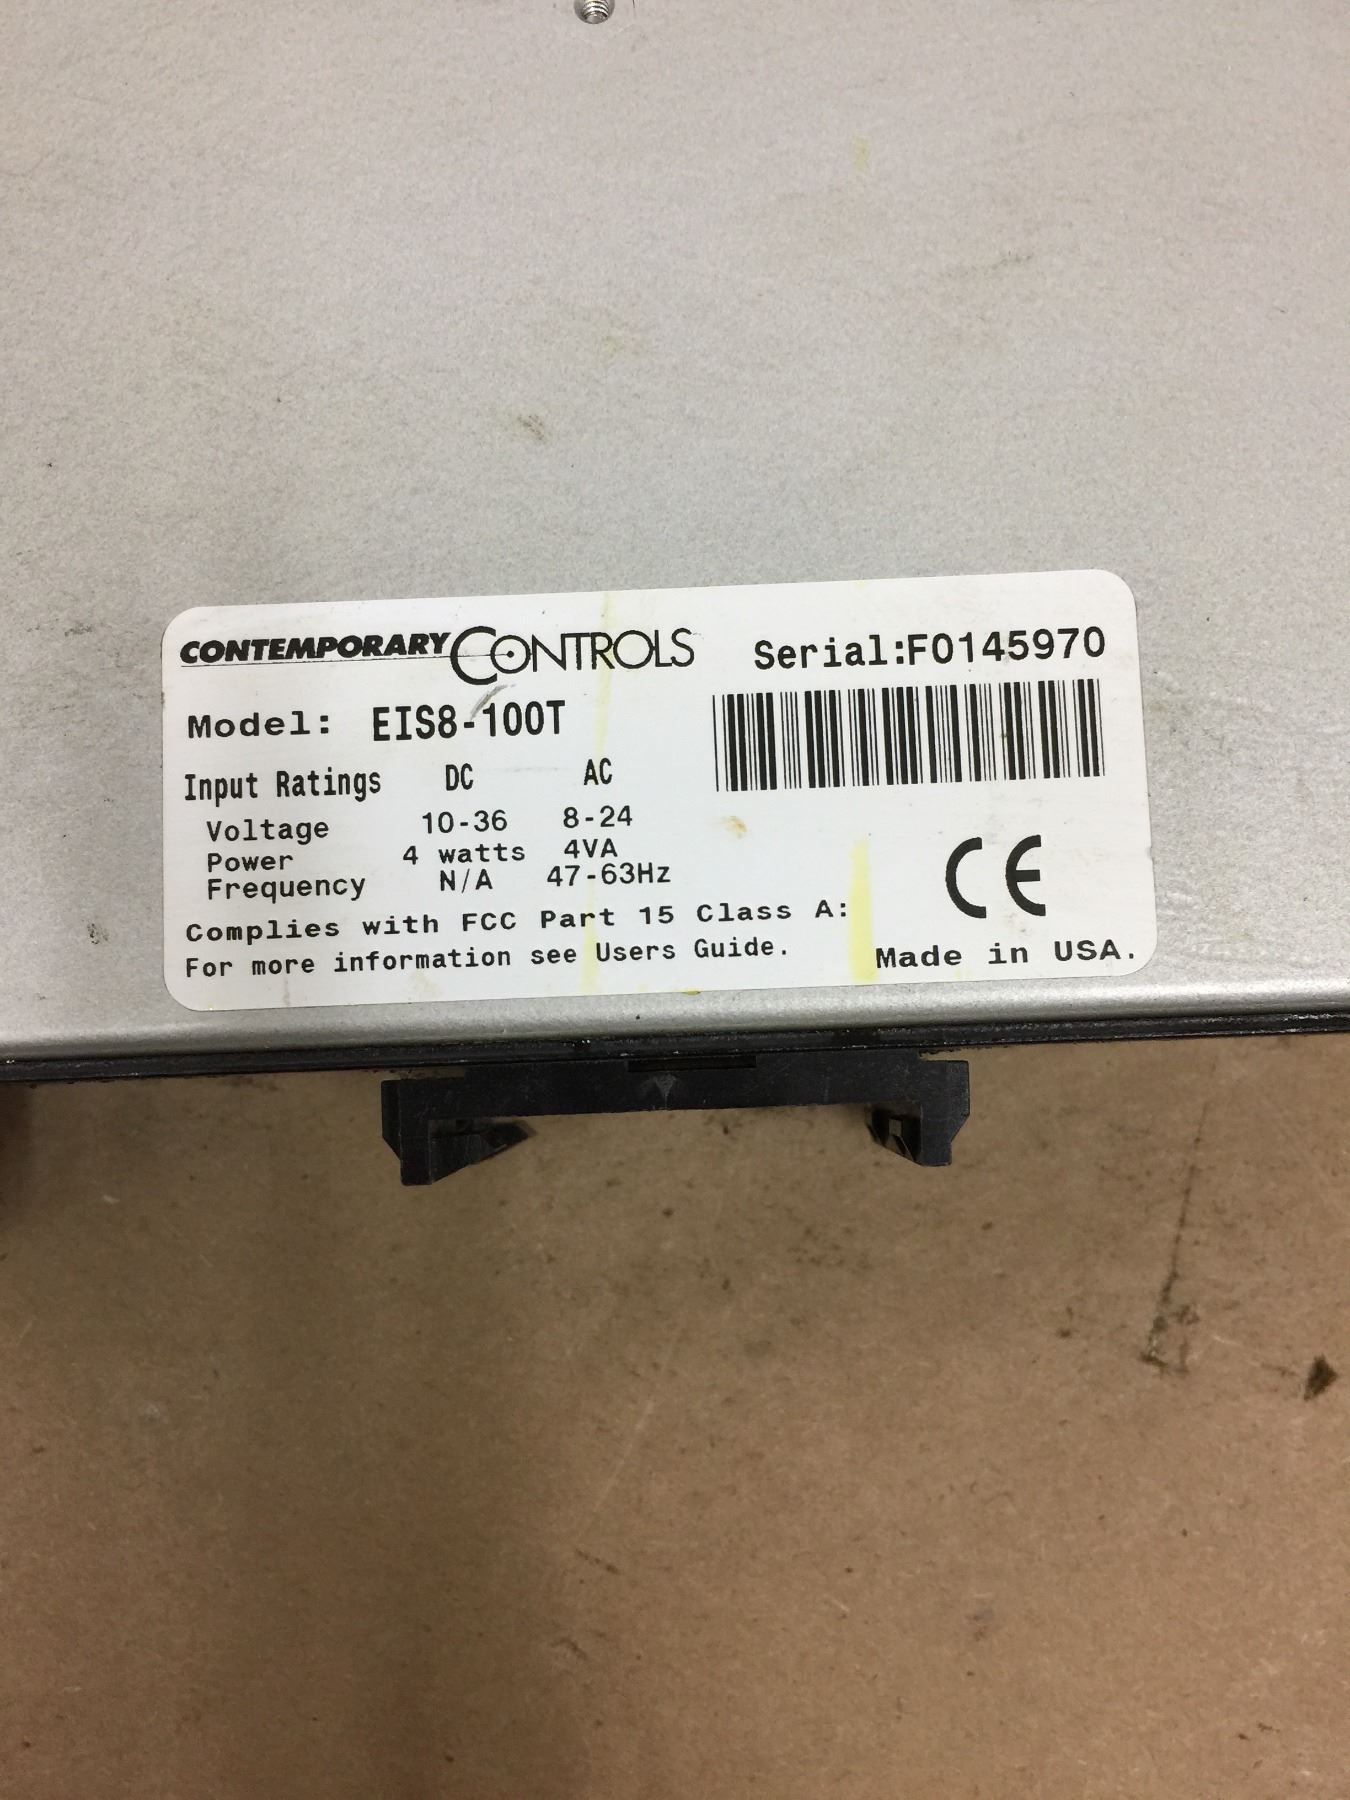 CONTEMPORARY CONTROLS
Serial:F0145970
Model: EIS8-100T
Input Ratings DC AC
Voltage 10-36 8-24
Power 4 watts 4VA
Frequency N/A 47-63Hz
CE
Complies with FCC Part 15 Class A:
For more information see Users Guide.
Made in USA.